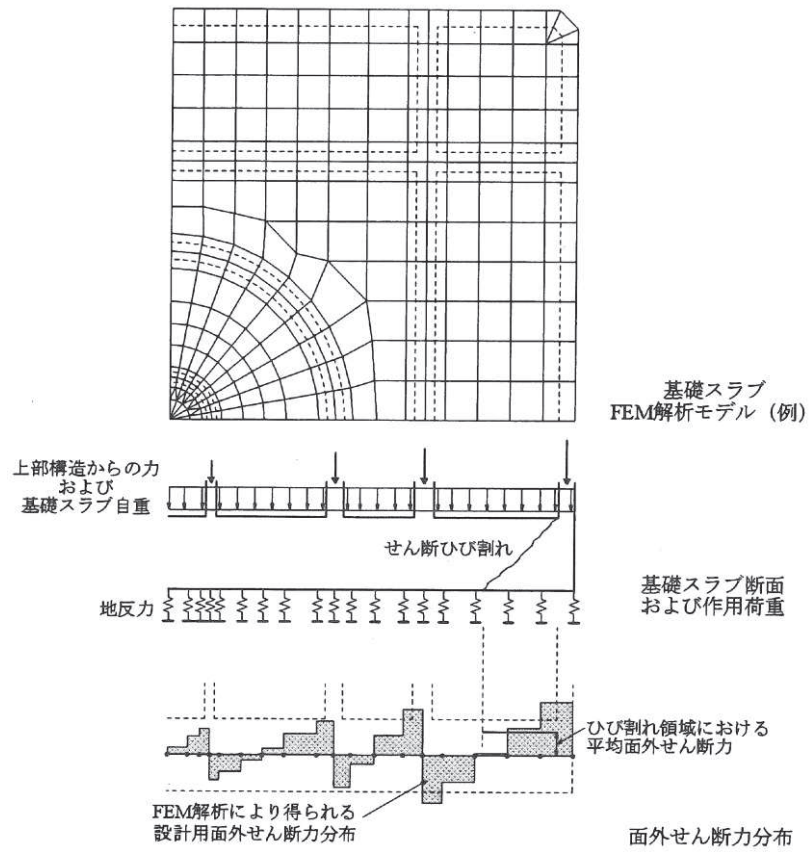 基礎スラブ
FEM解析モデル（例）
上部構造からの力
および
基礎スラブ自重
せん断ひび割れ
地反力
基礎スラブ断面
および作用荷重
ひび割れ領域における
平均面外せん断力
FEM解析により得られる
設計用面外せん断力分布
面外せん断力分布